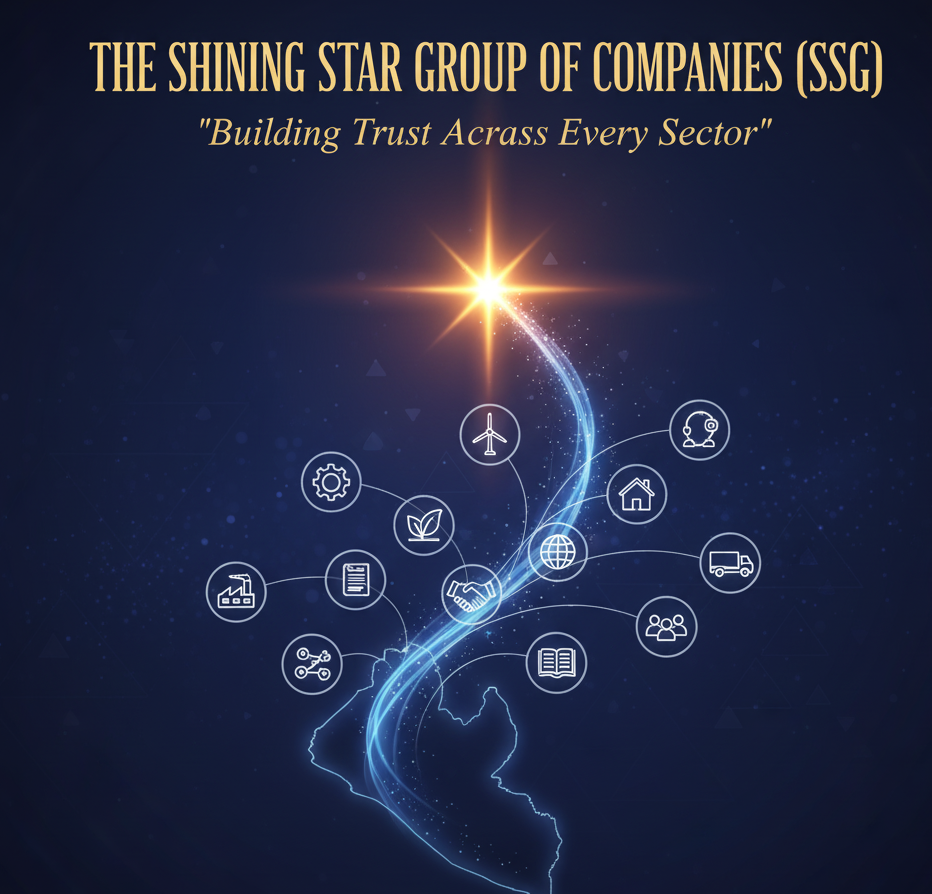 THE SHINING STAR GROUP OF COMPANIES (SSG)
"Building Trust Acrass Every Sector"